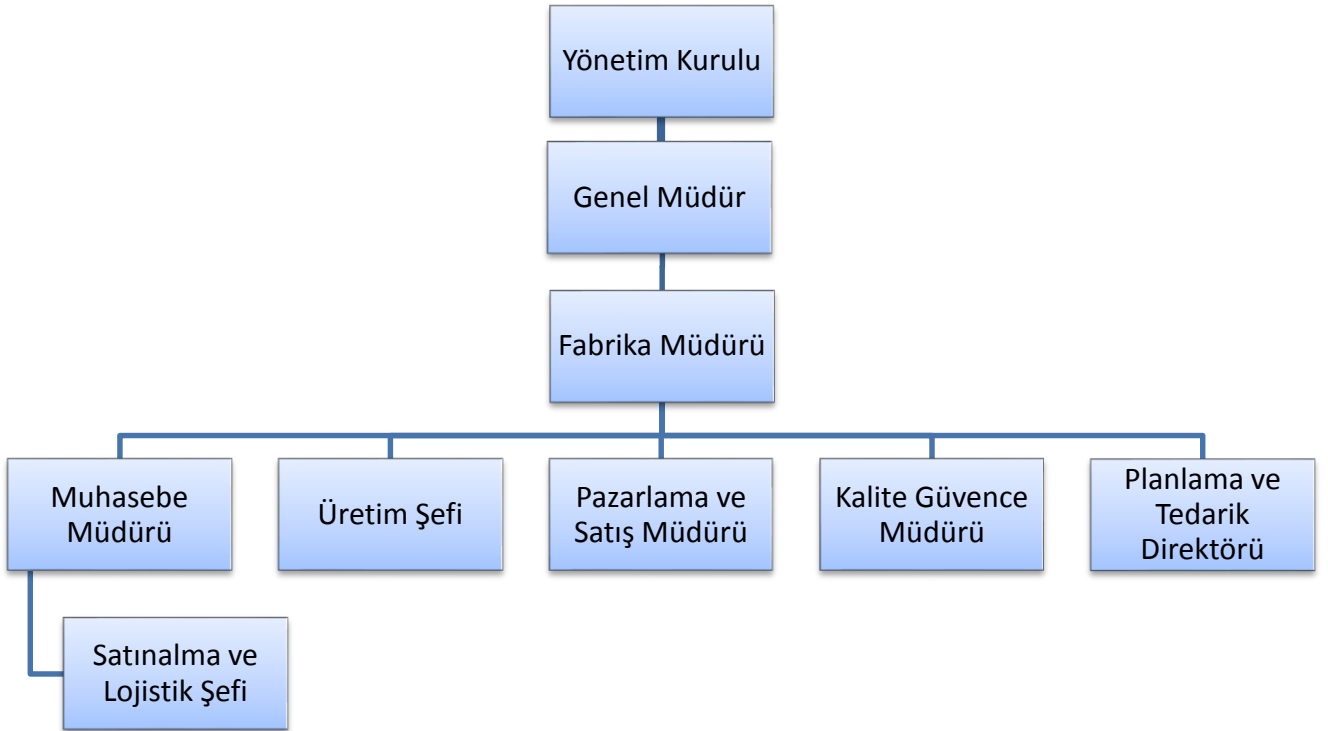 Yönetim Kurulu
Genel Müdür
Fabrika Müdürü
Muhasebe
Müdürü
Üretim Şefi
Pazarlama ve
Satış Müdürü
Kalite Güvence
Müdürü
Planlama ve
Tedarik
Direktörü
Satınalma ve
Lojistik Şefi